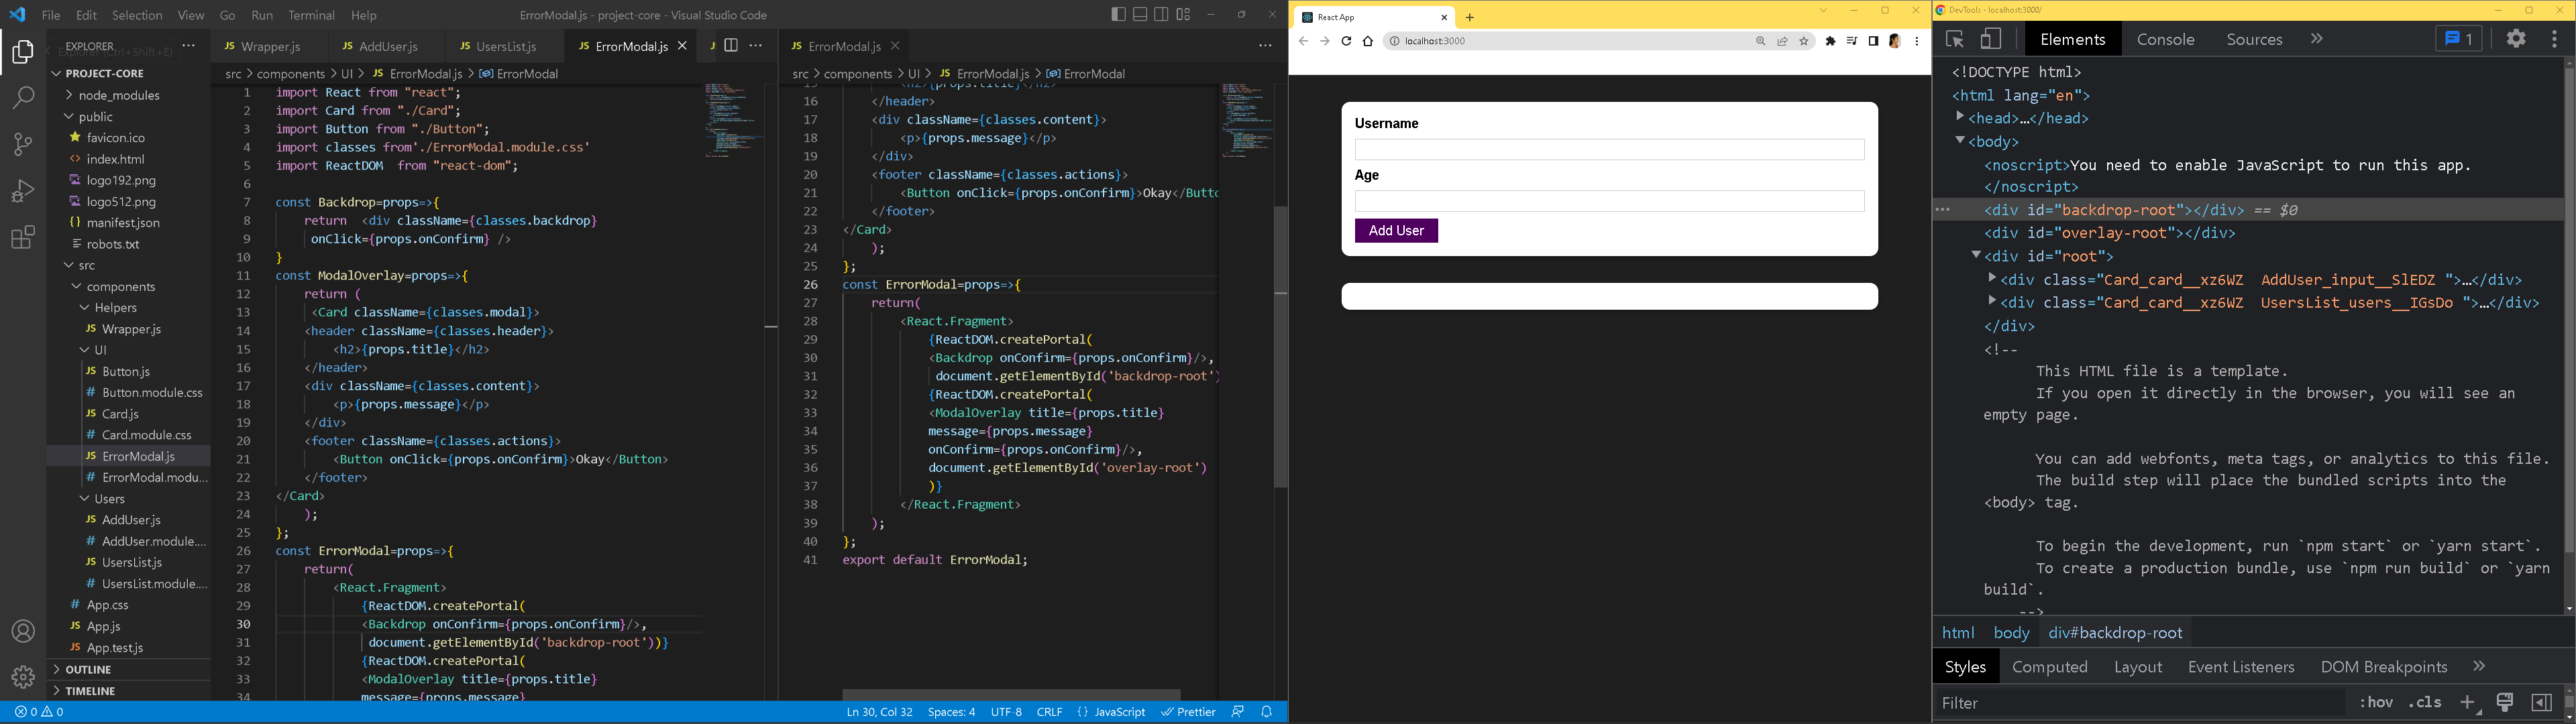 File Edit Selection View Go Run Terminal Help
ErrorModal.js - project-core - Visual Studio Code
EXPLORER
PROJECT-CORE
node_modules
public
favicon.ico
index.html
logo192.png
logo512.png
manifest.json
robots.txt
src
components
Helpers
Wrapper.js
UI
Button.js
Button.module.css
Card.js
Card.module.css
ErrorModal.js
ErrorModal.modu...
Users
AddUser.js
AddUser.module....
UsersList.js
UsersList.module....
App.css
App.js
App.test.js
OUTLINE
TIMELINE
Wrapper.js AddUser.js UsersList.js ErrorModal.js
src > components > UI > JS ErrorModal.js > ErrorModal
1 import React from "react";
2 import Card from "./Card";
3 import Button from "./Button";
4 import classes from'./ErrorModal.module.css'
5 import ReactDOM  from "react-dom";
6
7 const Backdrop=props=>{
8 return  <div className={classes.backdrop}
9 onClick={props.onConfirm} />
10 }
11 const ModalOverlay=props=>{
12 return (
13 <Card className={classes.modal}>
14 <header className={classes.header}>
15 <h2>{props.title}</h2>
16 </header>
17 <div className={classes.content}>
18 <p>{props.message}</p>
19 </div>
20 <footer className={classes.actions}>
21 <Button onClick={props.onConfirm}>Okay</Button>
22 </footer>
23 </Card>
24 );
25 };
26 const ErrorModal=props=>{
27 return(
28 <React.Fragment>
29 {ReactDOM.createPortal(
30 <Backdrop onConfirm={props.onConfirm}/>,
31 document.getElementById('backdrop-root'))}
32 {ReactDOM.createPortal(
33 <ModalOverlay title={props.title}
34 message={props.message}
ErrorModal.js
src > components > UI > JS ErrorModal.js > ErrorModal
15 <h2>{props.title}</h2>
16 </header>
17 <div className={classes.content}>
18 <p>{props.message}</p>
19 </div>
20 <footer className={classes.actions}>
21 <Button onClick={props.onConfirm}>Okay</Butto
22 </footer>
23 </Card>
24 );
25 };
26 const ErrorModal=props=>{
27 return(
28 <React.Fragment>
29 {ReactDOM.createPortal(
30 <Backdrop onConfirm={props.onConfirm}/>,
31 document.getElementById('backdrop-root')
32 {ReactDOM.createPortal(
33 <ModalOverlay title={props.title}
34 message={props.message}
35 onConfirm={props.onConfirm}/>,
36 document.getElementById('overlay-root')
37 )}
38 </React.Fragment>
39 );
40 };
41 export default ErrorModal;
0 0
Ln 30, Col 32 Spaces: 4 UTF-8 CRLF {} JavaScript Prettier
React App
localhost:3000
Username
Age
Add User
DevTools - localhost:3000/
Elements Console Sources 1
<!DOCTYPE html>
<html lang="en">
<head>…</head>
<body>
<noscript>You need to enable JavaScript to run this app.
</noscript>
<div id="backdrop-root"></div> == $0
<div id="overlay-root"></div>
<div id="root">
<div class="Card_card__xz6WZ  AddUser_input__SlEDZ ">…</div>
<div class="Card_card__xz6WZ  UsersList_users__IGsDo ">…</div>
</div>
<!--
This HTML file is a template.
If you open it directly in the browser, you will see an
empty page.
You can add webfonts, meta tags, or analytics to this file.
The build step will place the bundled scripts into the
<body> tag.
To begin the development, run `npm start` or `yarn start`.
To create a production bundle, use `npm run build` or `yarn
build`.
-->
html body div#backdrop-root
Styles Computed Layout Event Listeners DOM Breakpoints
Filter :hov .cls